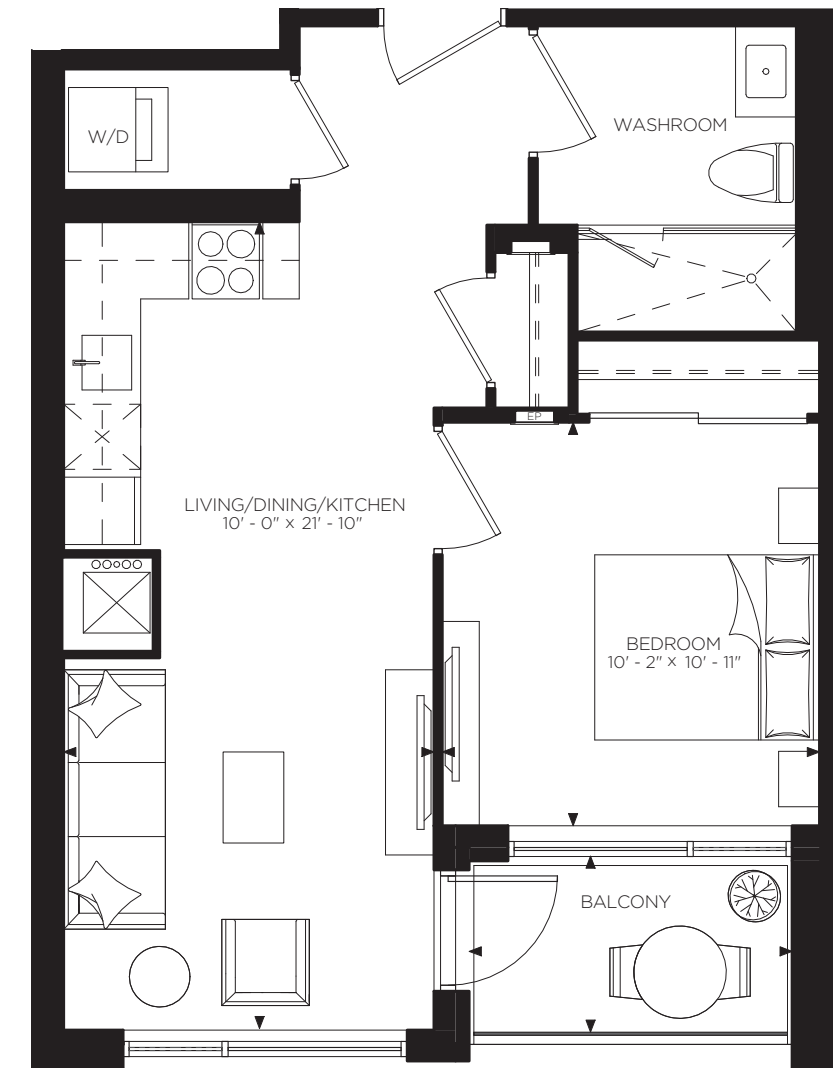 W/D
WASHROOM
EP
LIVING/DINING/KITCHEN
10' - 0" x 21' - 10"
BEDROOM
10' - 2" x 10' - 11"
BALCONY